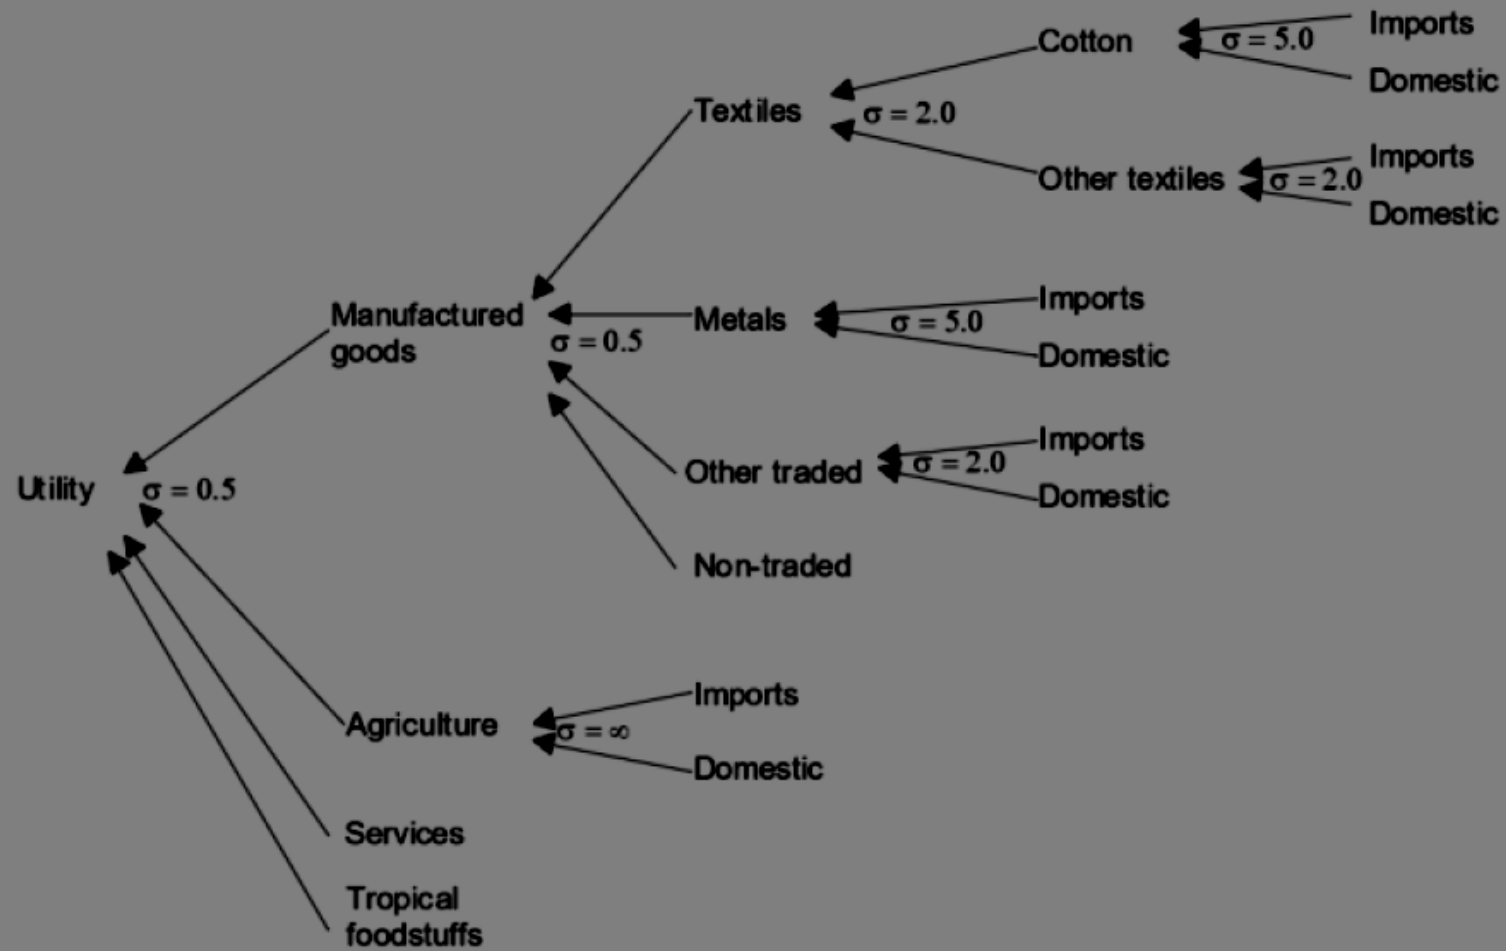 Imports
Cotton
σ = 5.0
Domestic
Textiles
σ = 2.0
Imports
Other textiles
σ = 2.0
Domestic
Manufactured
goods
σ = 0.5
Metals
Imports
σ = 5.0
Domestic
Imports
Other traded
σ = 2.0
Domestic
Utility
σ = 0.5
Non-traded
Imports
Agriculture
σ = ∞
Domestic
Services
Tropical
foodstuffs